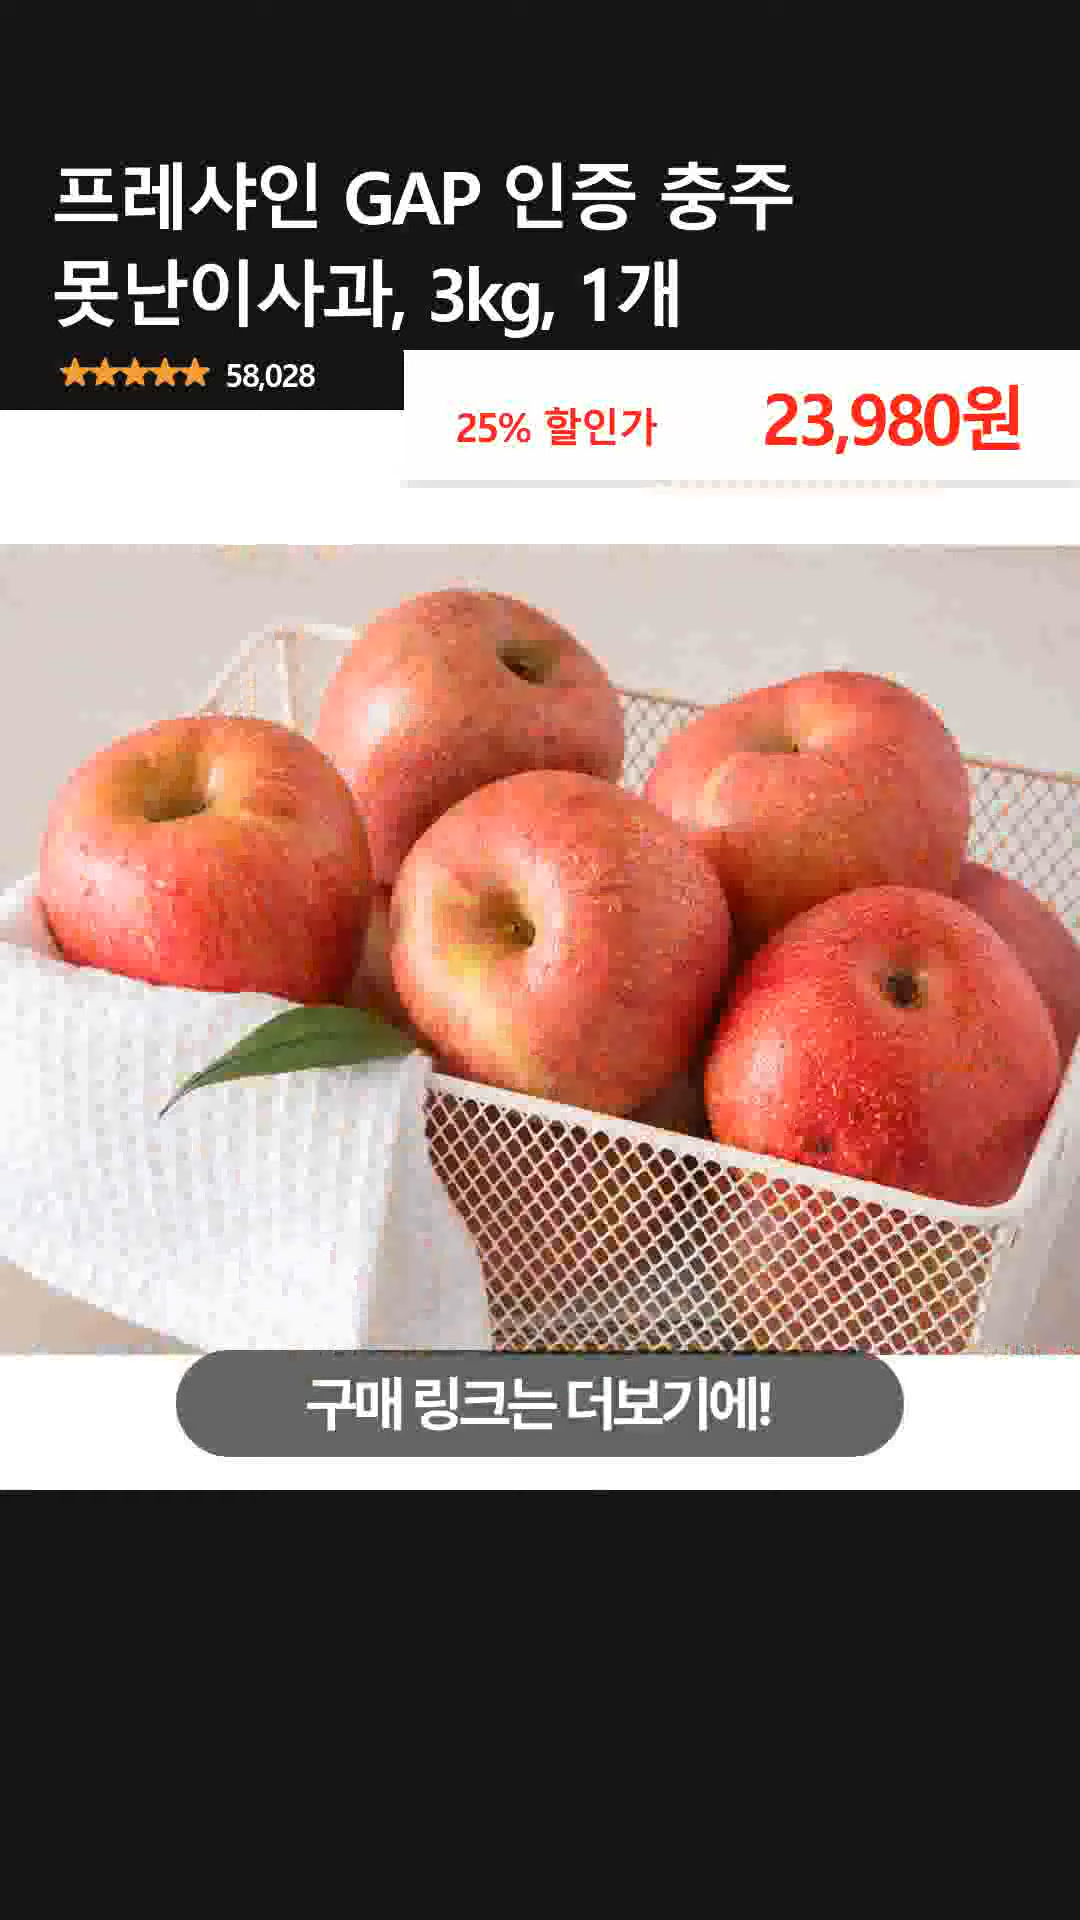 프레샤인 GAP 인증 충주
못난이사과, 3kg, 1개
58,028
25% 할인가 23,980원
구매 링크는 더보기에!